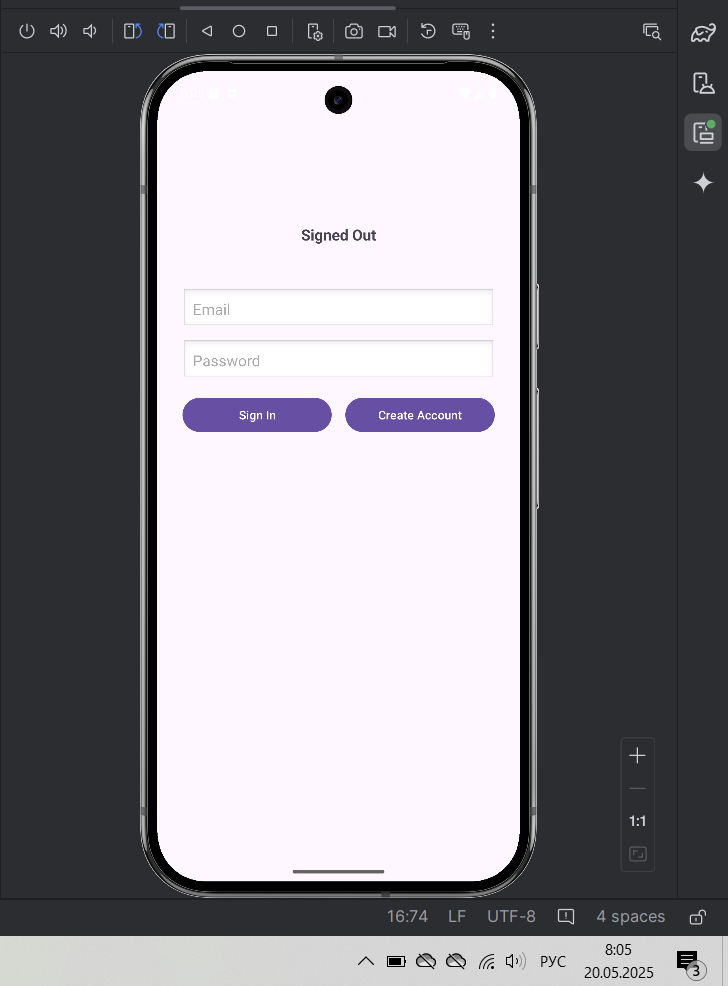 Signed Out
Email
Password
Sign In
Create Account
1:1
16:74 LF UTF-8 4 spaces
РУС
8:05
20.05.2025
3